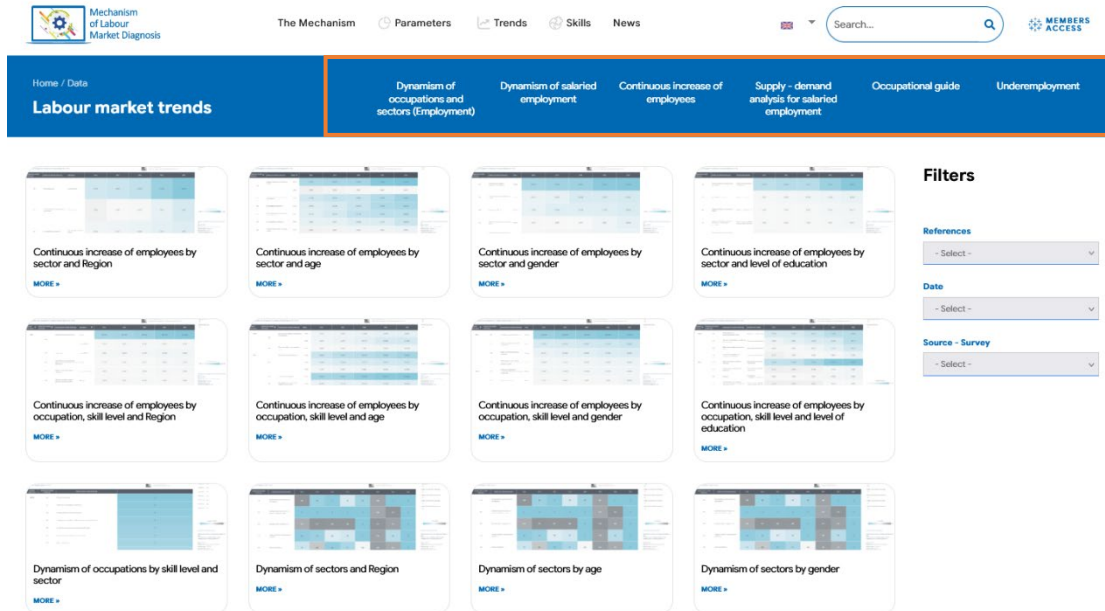 Mechanism
of Labour
Market Diagnosis
The Mechanism
Parameters
Trends
Skills
News
Search...
MEMBERS
ACCESS
Home / Data
Labour market trends
Dynamism of
occupations and
sectors (Employment)
Dynamism of salaried
employment
Continuous increase of
employees
Supply - demand
analysis for salaried
employment
Occupational guide
Underemployment
Continuous increase of employees by
sector and Region
MORE »
Continuous increase of employees by
sector and age
MORE »
Continuous increase of employees by
sector and gender
MORE »
Continuous increase of employees by
sector and level of education
MORE »
Filters
References
- Select -
Date
- Select -
Source - Survey
- Select -
Continuous increase of employees by
occupation, skill level and Region
MORE »
Continuous increase of employees by
occupation, skill level and age
MORE »
Continuous increase of employees by
occupation, skill level and gender
MORE »
Continuous increase of employees by
occupation, skill level and level of
education
MORE »
Dynamism of occupations by skill level and
sector
MORE »
Dynamism of sectors and Region
MORE »
Dynamism of sectors by age
MORE »
Dynamism of sectors by gender
MORE »